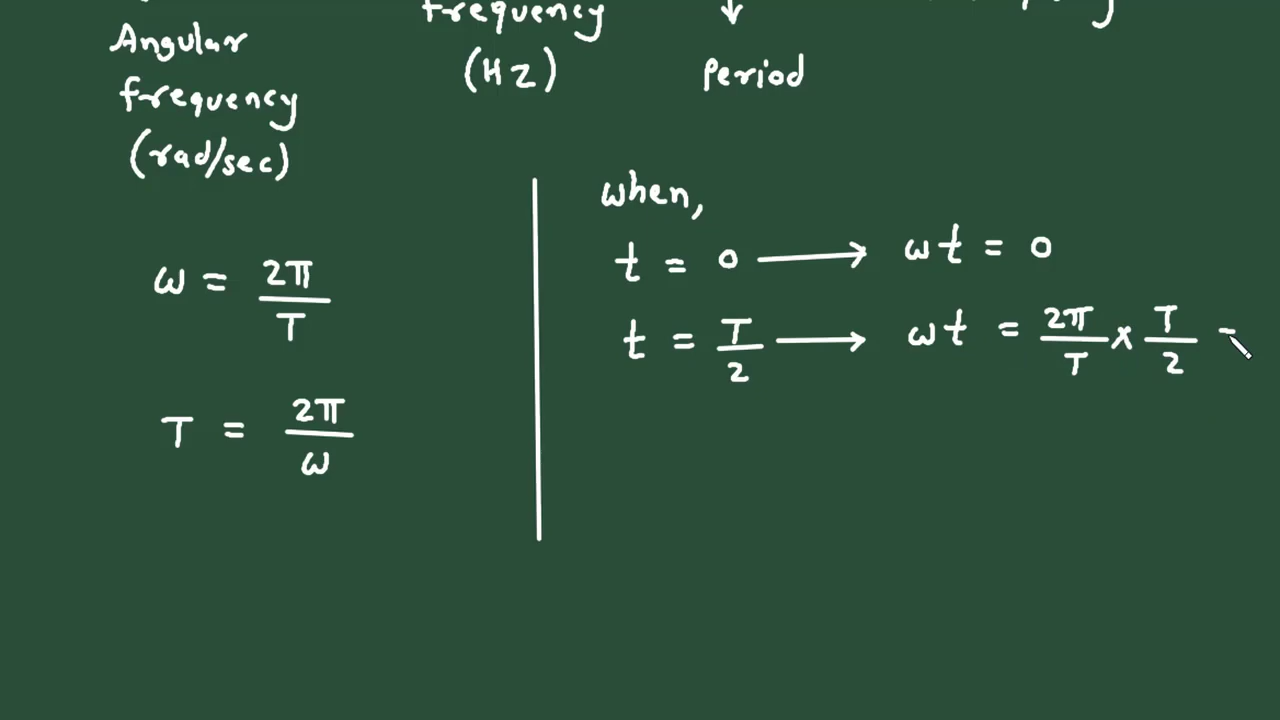 Angular
frequency
(rad/sec)
frequency
(HZ)
↓
Period
ω = 2π/T
T = 2π/ω
when,
t = 0 ⟶ ωt = 0
t = T/2 ⟶ ωt = 2π/T × T/2